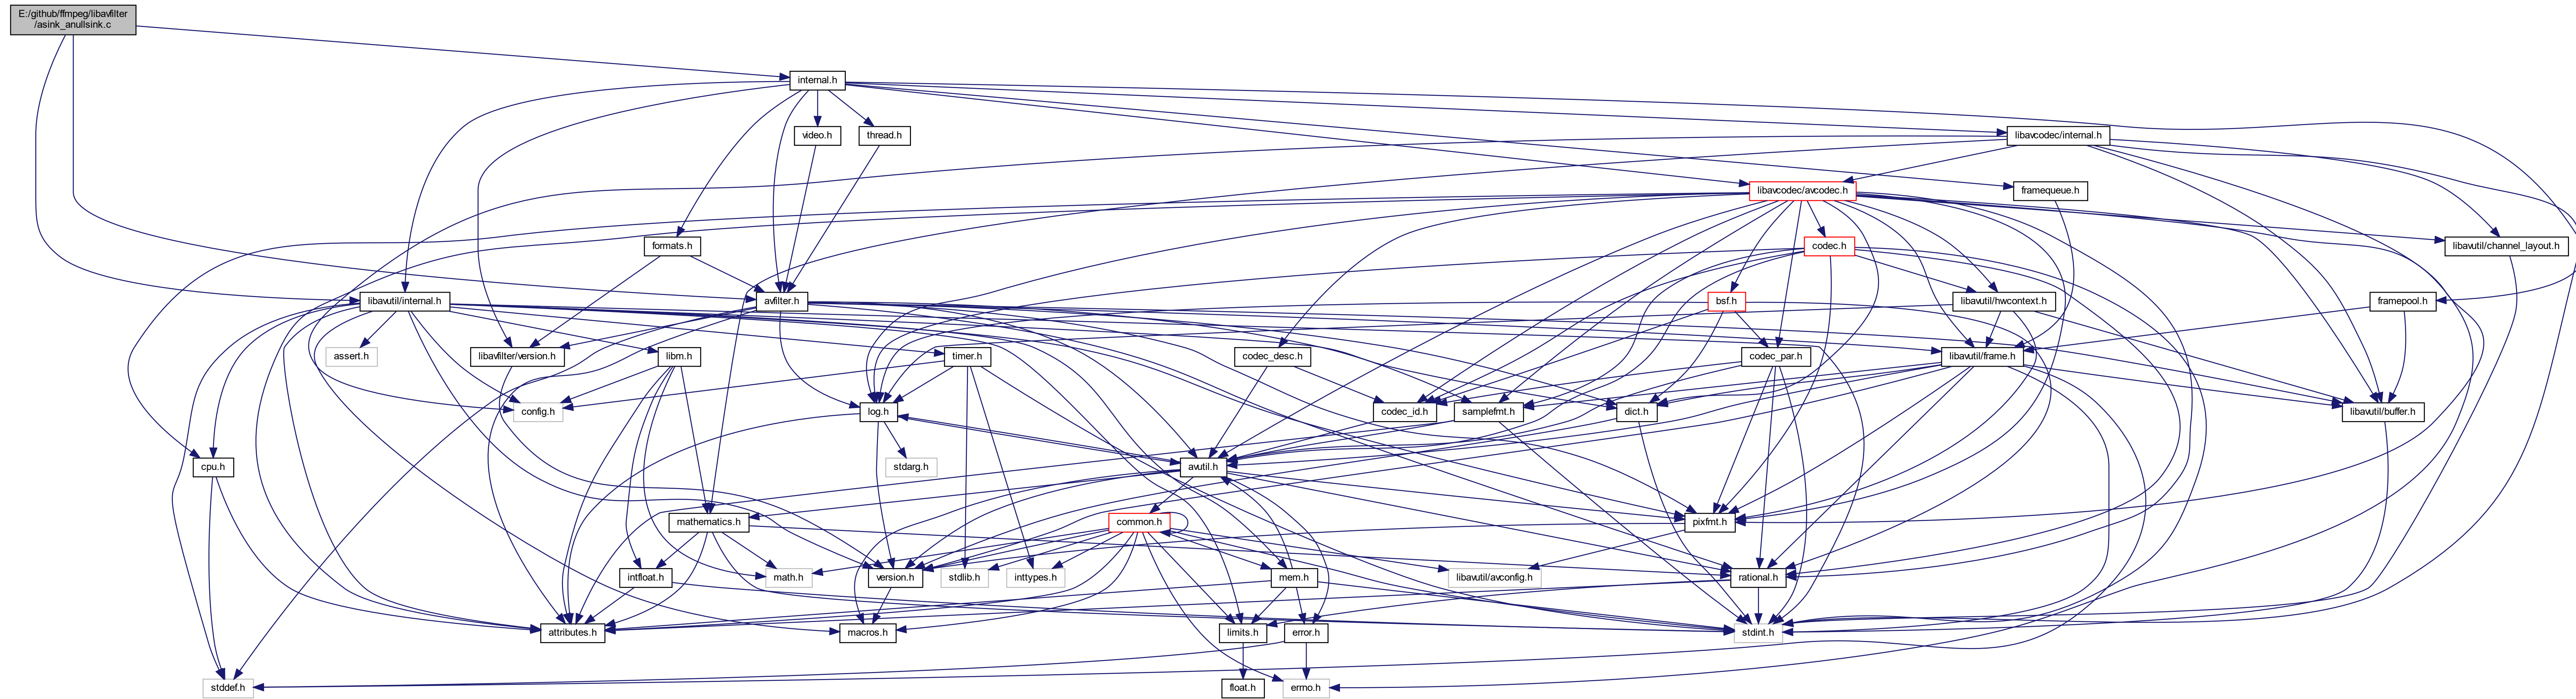 E:/github/ffmpeg/libavfilter
/asink_anullsink.c
internal.h
video.h
thread.h
libavcodec/internal.h
libavcodec/avcodec.h
framequeue.h
formats.h
codec.h
libavutil/channel_layout.h
libavutil/internal.h
avfilter.h
bsf.h
libavutil/hwcontext.h
framepool.h
assert.h
libavfilter/version.h
libm.h
timer.h
codec_desc.h
codec_par.h
libavutil/frame.h
config.h
log.h
codec_id.h
samplefmt.h
dict.h
libavutil/buffer.h
cpu.h
stdarg.h
avutil.h
mathematics.h
common.h
pixfmt.h
intfloat.h
math.h
version.h
stdlib.h
inttypes.h
mem.h
libavutil/avconfig.h
rational.h
attributes.h
macros.h
limits.h
error.h
stdint.h
stddef.h
float.h
errno.h